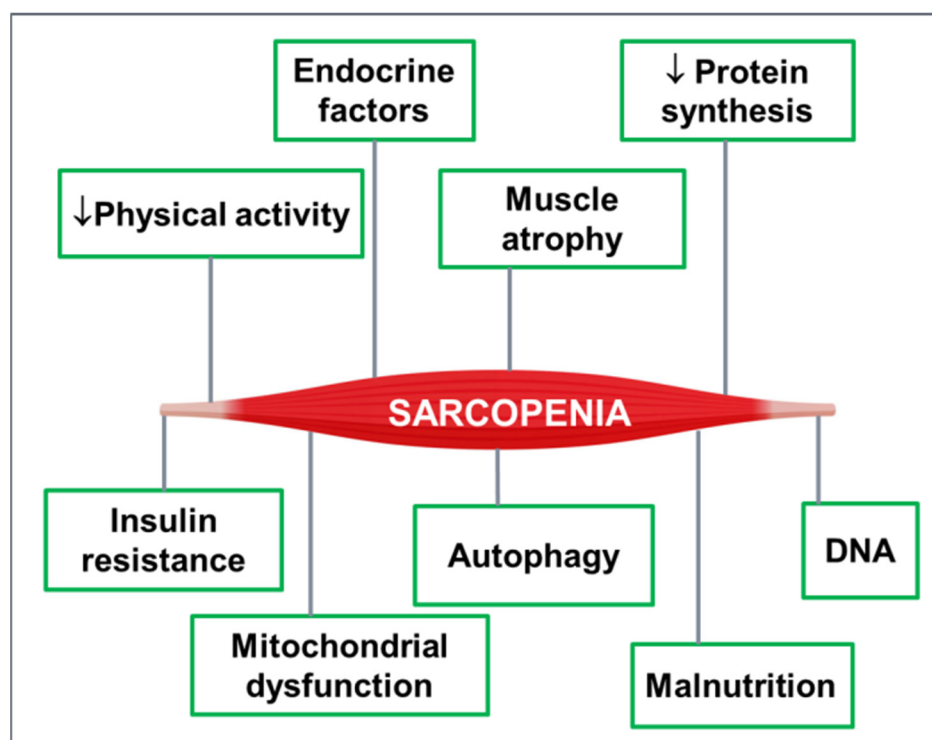 Endocrine
factors
↓ Protein
synthesis
↓Physical activity
Muscle
atrophy
SARCOPENIA
Insulin
resistance
Autophagy
DNA
Mitochondrial
dysfunction
Malnutrition